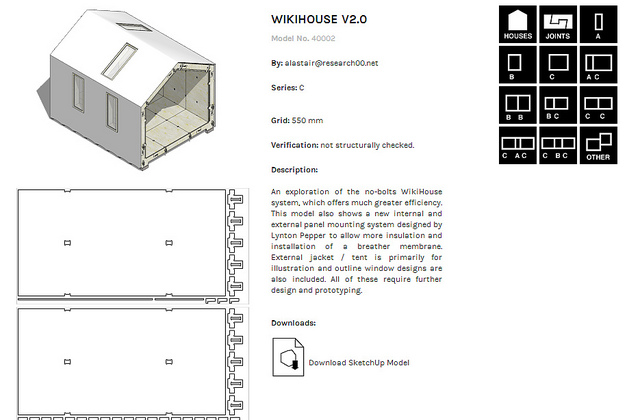 WIKIHOUSE V2.0
Model No. 40002
By: alastair@research00.net
Series: C
Grid: 550 mm
Verification: not structurally checked.
Description:
An exploration of the no-bolts WikiHouse
system, which offers much greater efficiency.
This model also shows a new internal and
external panel mounting system designed by
Lynton Pepper to allow more insulation and
installation of a breather membrane.
External jacket / tent is primarily for
illustration and outline window designs are
also included. All of these require further
design and prototyping.
Downloads:
Download SketchUp Model
HOUSES JOINTS A
B C A C
B B B C C C
C A C C B C OTHER